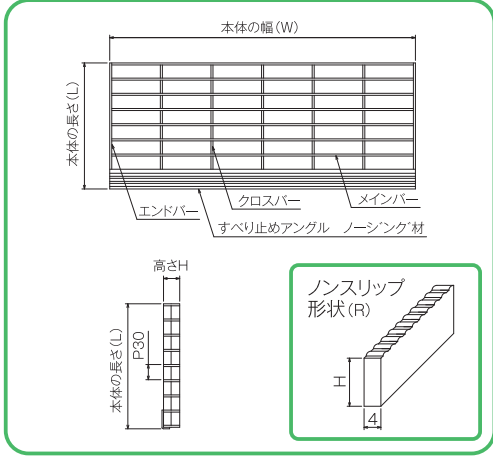 本体の幅(W)
本体の長さ(L)
クロスバー
メインバー
エンドバー
すべり止めアングル ノージング材
高さH
本体の長さ(L)
P30
ノンスリップ
形状(R)
H
4